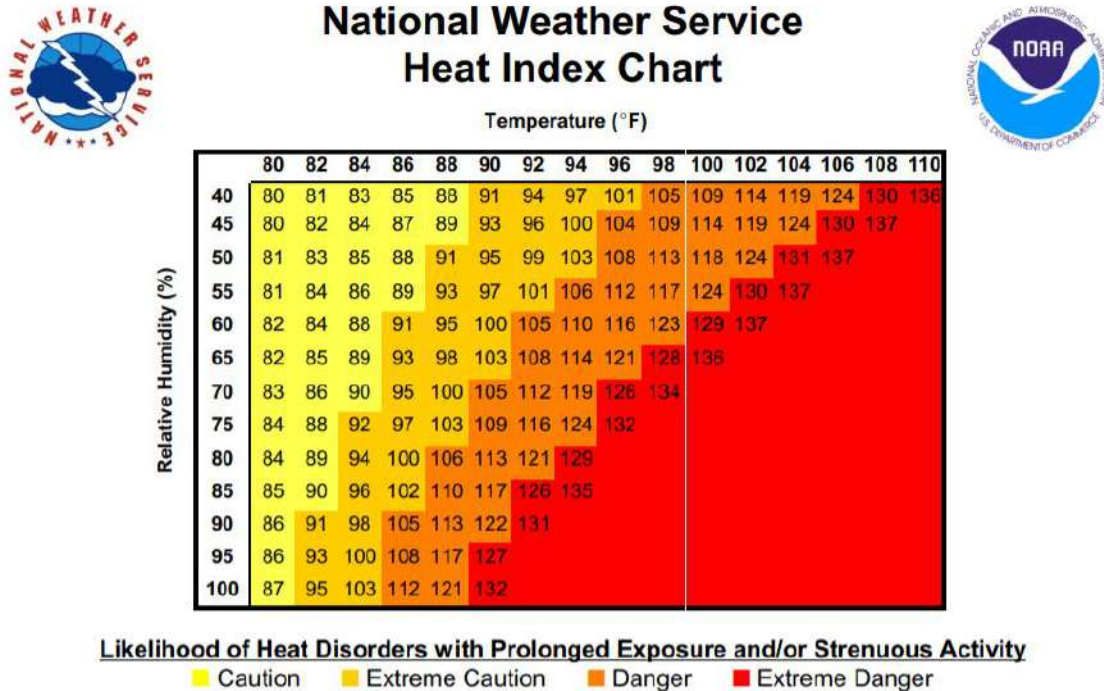 NATIONAL WEATHER SERVICE
National Weather Service
Heat Index Chart
NATIONAL OCEANIC AND ATMOSPHERIC ADMINISTRATION
NOAA
U.S. DEPARTMENT OF COMMERCE
Temperature (°F)
80 82 84 86 88 90 92 94 96 98 100 102 104 106 108 110
Relative Humidity (%)
40 80 81 83 85 88 91 94 97 101 105 109 114 119 124 130 136
45 80 82 84 87 89 93 96 100 104 109 114 119 124 130 137
50 81 83 85 88 91 95 99 103 108 113 118 124 131 137
55 81 84 86 89 93 97 101 106 112 117 124 130 137
60 82 84 88 91 95 100 105 110 116 123 129 137
65 82 85 89 93 98 103 108 114 121 128 136
70 83 86 90 95 100 105 112 119 126 134
75 84 88 92 97 103 109 116 124 132
80 84 89 94 100 106 113 121 129
85 85 90 96 102 110 117 126 135
90 86 91 98 105 113 122 131
95 86 93 100 108 117 127
100 87 95 103 112 121 132
Likelihood of Heat Disorders with Prolonged Exposure and/or Strenuous Activity
Caution Extreme Caution Danger Extreme Danger